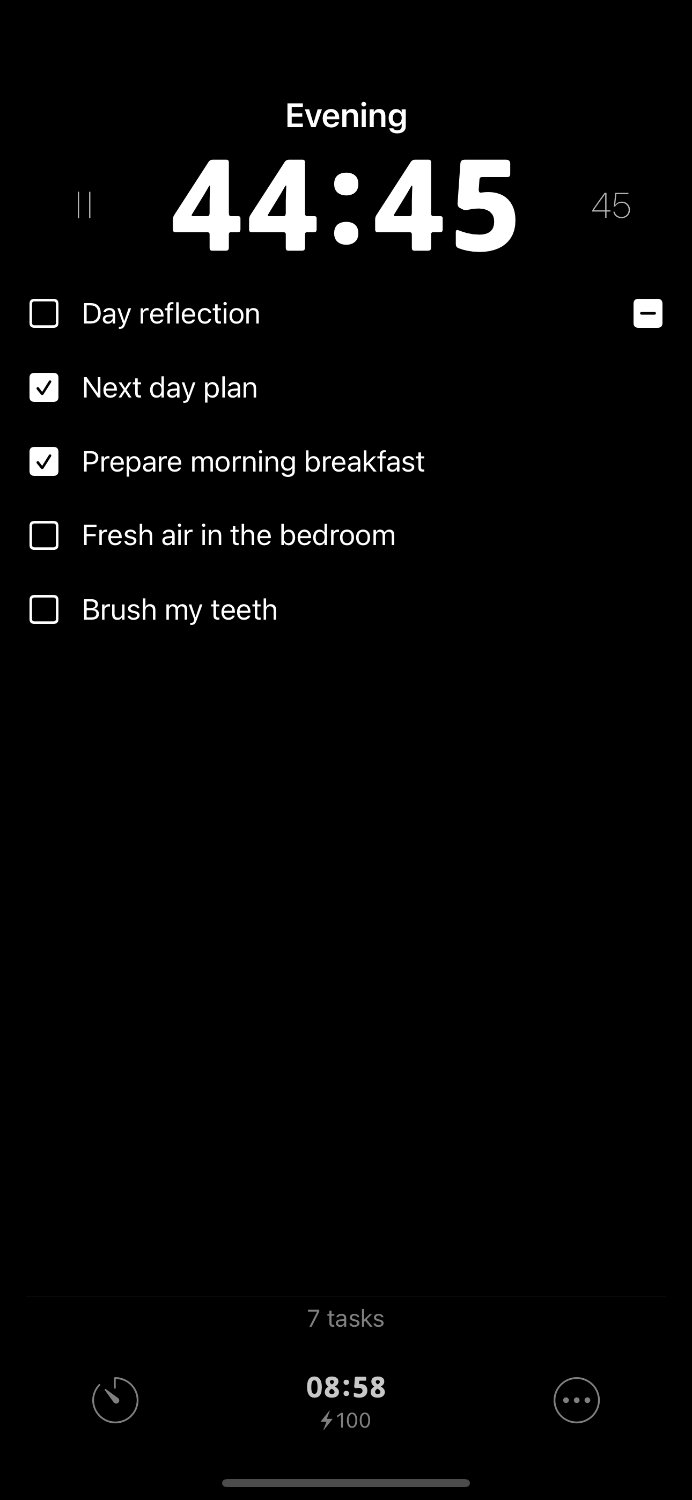 Evening
44:45
45
Day reflection
Next day plan
Prepare morning breakfast
Fresh air in the bedroom
Brush my teeth
7 tasks
08:58
100